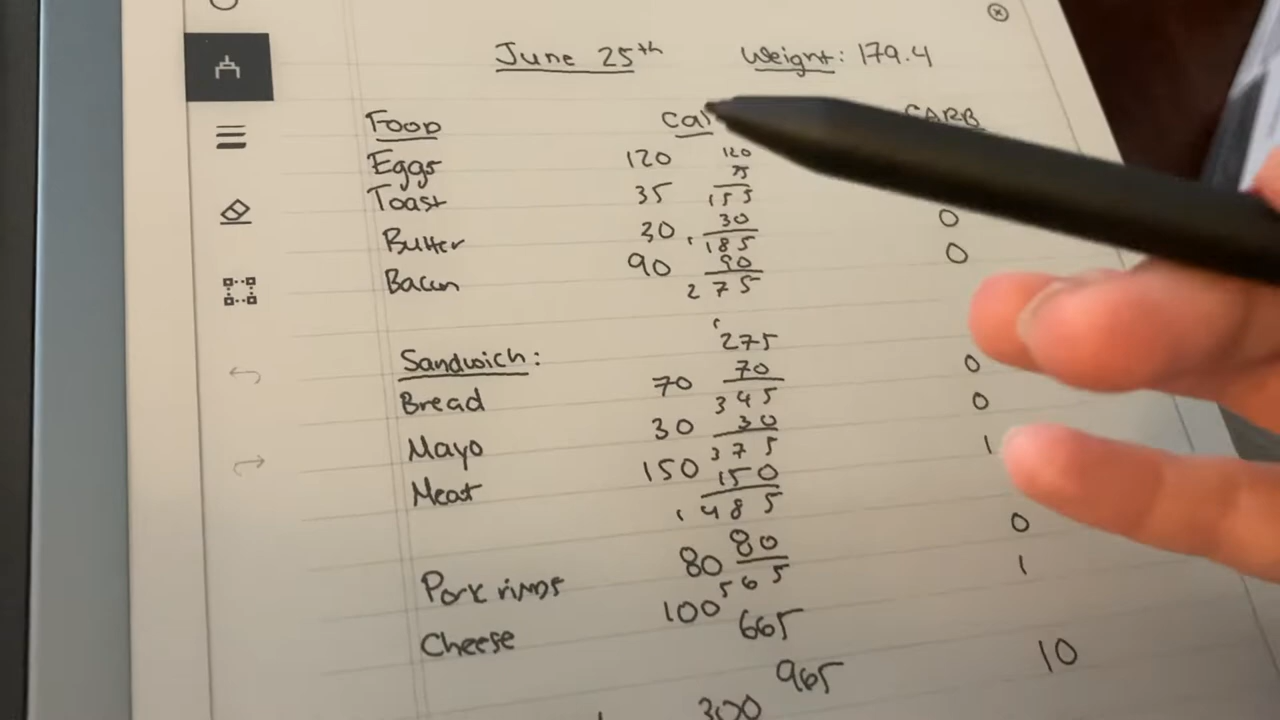 June 25th Weight: 179.4
Food Cal CARB
Eggs 120 120
75
Toast 35 155
30 0
Butter 30 185
90 0
Bacon 90 275
275
Sandwich: 70 0
Bread 70 345
30 0
Mayo 30 375
150 1
Meat 150 485
80 0
Pork rinds 80 565
1
Cheese 100 665
965 10
300